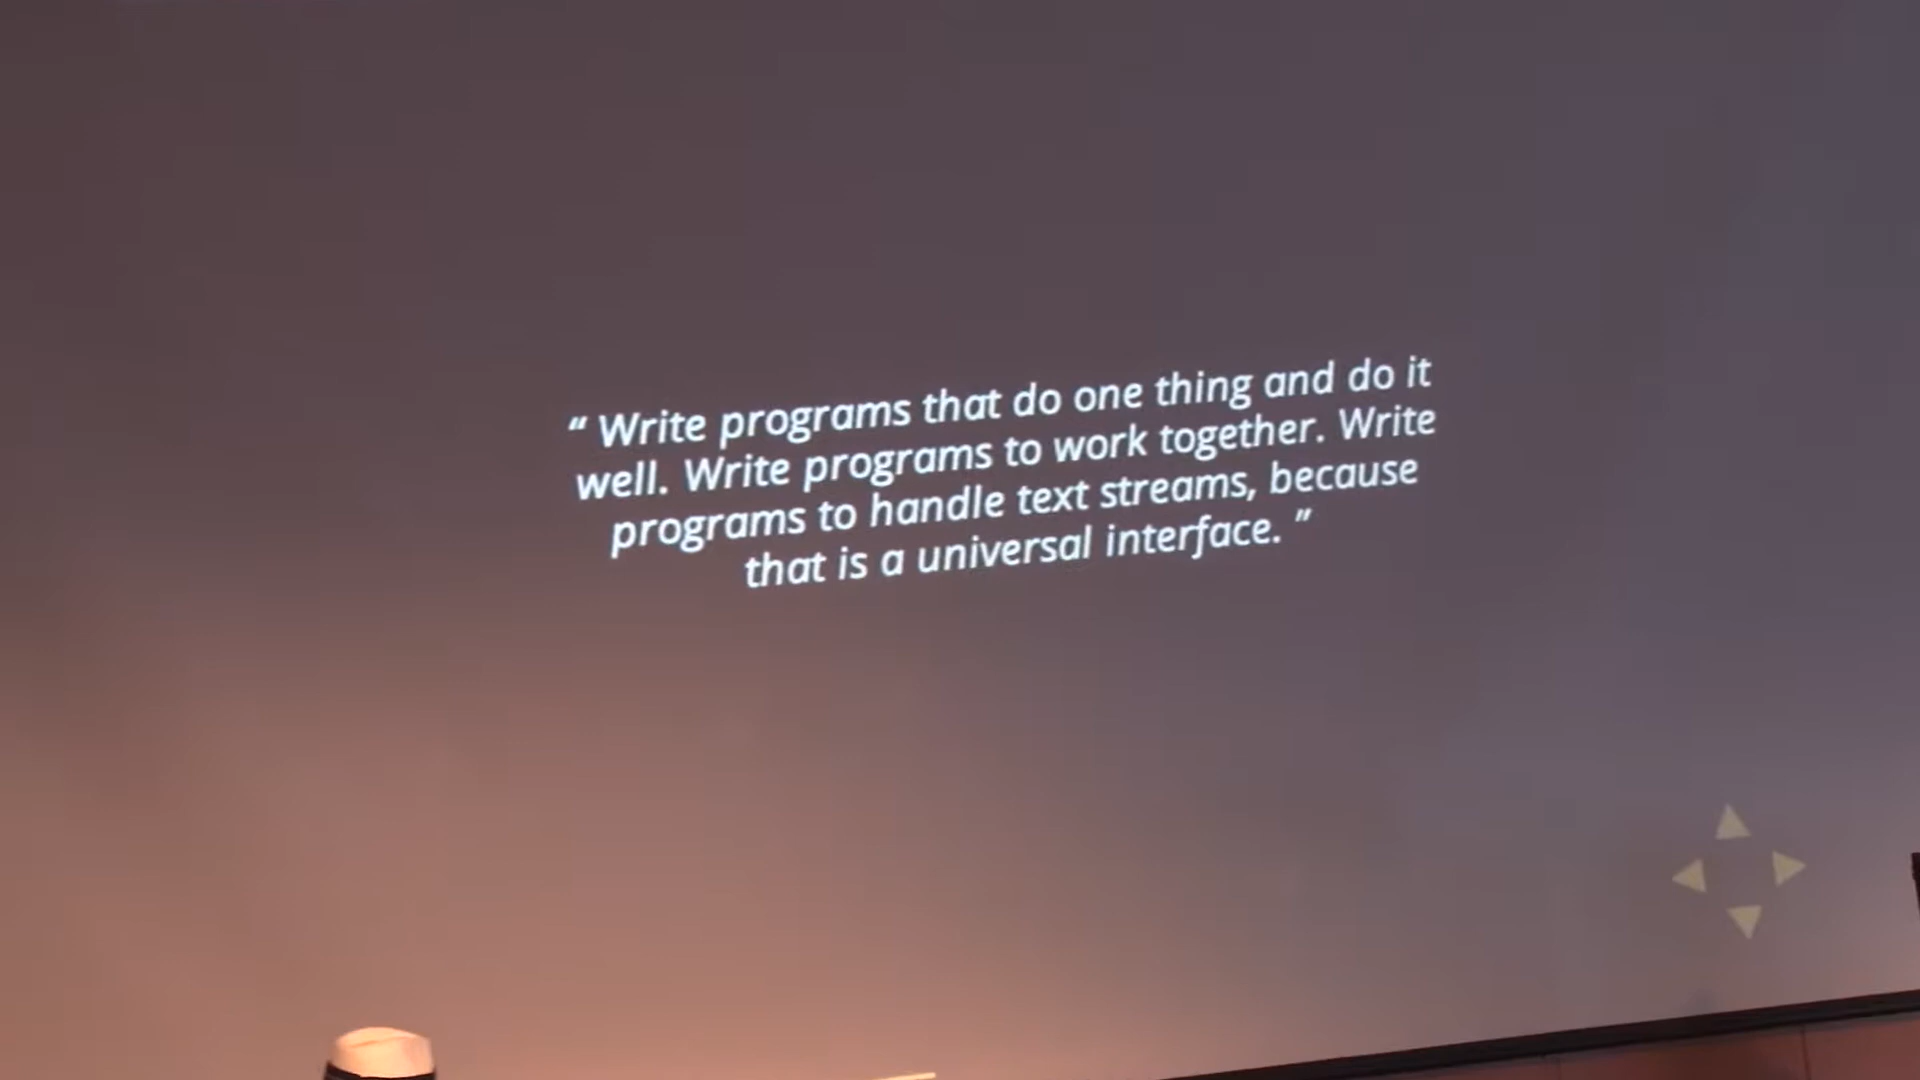 “ Write programs that do one thing and do it
well. Write programs to work together. Write
programs to handle text streams, because
that is a universal interface. ”